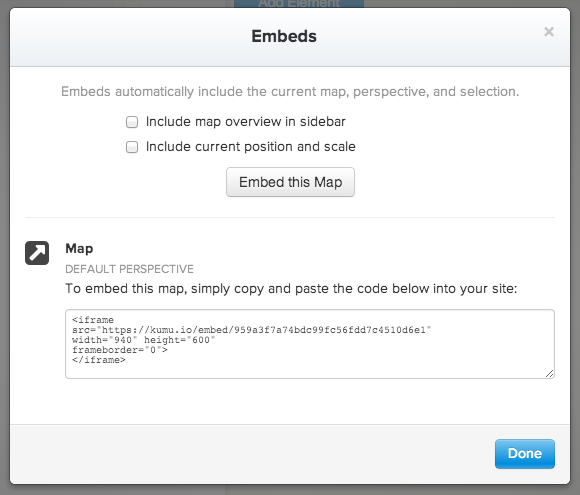 Add Element
Embeds
×
Embeds automatically include the current map, perspective, and selection.
Include map overview in sidebar
Include current position and scale
Embed this Map
Map
DEFAULT PERSPECTIVE
To embed this map, simply copy and paste the code below into your site:
<iframe
src="https://kumu.io/embed/959a3f7a74bdc99fc56fdd7c4510d6e1"
width="940" height="600"
frameborder="0">
</iframe>
Done